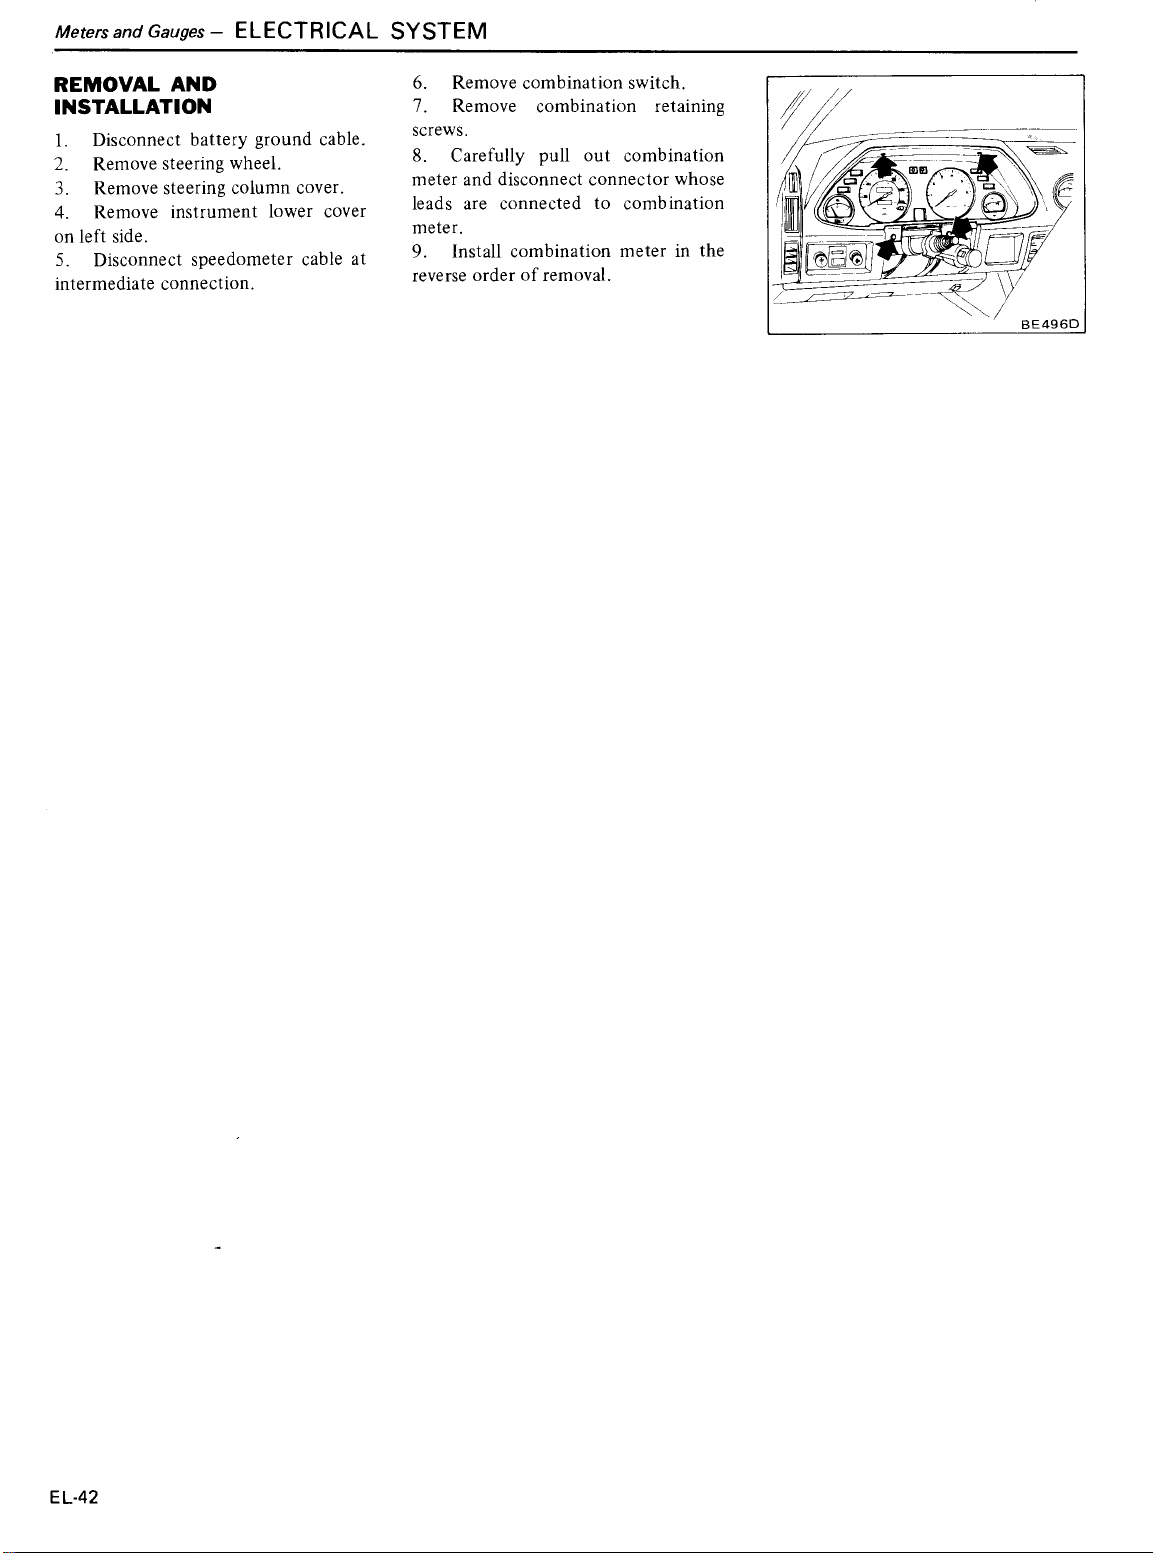 Meters and Gauges — ELECTRICAL SYSTEM
REMOVAL AND
INSTALLATION
1. Disconnect battery ground cable.
2. Remove steering wheel.
3. Remove steering column cover.
4. Remove instrument lower cover
on left side.
5. Disconnect speedometer cable at
intermediate connection.
6. Remove combination switch.
7. Remove combination retaining
screws.
8. Carefully pull out combination
meter and disconnect connector whose
leads are connected to combination
meter.
9. Install combination meter in the
reverse order of removal.
BE496D
EL-42